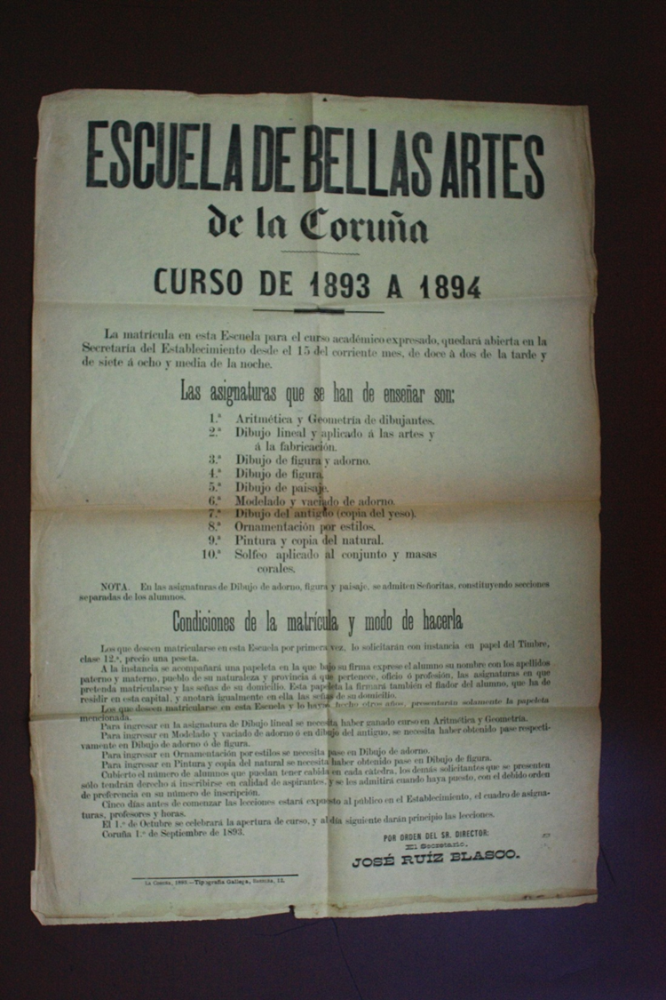 ESCUELA DE BELLAS ARTES
de la Coruña
CURSO DE 1893 A 1894
La matrícula en esta Escuela para el curso académico expresado, quedará abierta en la
Secretaría del Establecimiento desde el 15 del corriente mes, de doce á dos de la tarde y
de siete á ocho y media de la noche.
Las asignaturas que se han de enseñar son:
1.ª Aritmética y Geometría de dibujantes.
2.ª Dibujo lineal y aplicado á las artes y
á la fabricación.
3.ª Dibujo de figura y adorno.
4.ª Dibujo de figura.
5.ª Dibujo de paisaje.
6.ª Modelado y vaciado de adorno.
7.ª Dibujo del antiguo (copia del yeso).
8.ª Ornamentación por estilos.
9.ª Pintura y copia del natural.
10.ª Solfeo aplicado al conjunto y masas
corales.
NOTA. En las asignaturas de Dibujo de adorno, figura y paisaje, se admiten Señoritas, constituyendo secciones
separadas de los alumnos.
Condiciones de la matrícula y modo de hacerla
Los que deseen matricularse en esta Escuela por primera vez, lo solicitarán con instancia en papel del Timbre,
clase 12.ª, precio una peseta.
A la instancia se acompañará una papeleta en la que bajo su firma exprese el alumno su nombre con los apellidos
paterno y materno, pueblo de su naturaleza y provincia á que pertenece, oficio ó profesión, las asignaturas en que
pretenda matricularse y las señas de su domicilio. Esta papeleta la firmará también el fiador del alumno, que ha de
residir en esta capital, y anotará igualmente en ella las señas de su domicilio.
Los que deseen matricularse en esta Escuela y lo hayan hecho otros años, presentarán solamente la papeleta
mencionada.
Para ingresar en la asignatura de Dibujo lineal se necesita haber ganado curso en Aritmética y Geometría.
Para ingresar en Modelado y vaciado de adorno ó en dibujo del antiguo, se necesita haber obtenido pase respecti-
vamente en Dibujo de adorno ó de figura.
Para ingresar en Ornamentación por estilos se necesita pase en Dibujo de adorno.
Para ingresar en Pintura y copia del natural se necesita haber obtenido pase en Dibujo de figura.
Cubierto el número de alumnos que puedan tener cabida en cada cátedra, los demás solicitantes que se presenten
sólo tendrán derecho á inscribirse en calidad de aspirantes, y se les admitirá cuando haya puesto, con el debido orden
de preferencia en su número de inscripción.
Cinco días antes de comenzar las lecciones estará expuesto al público en el Establecimiento, el cuadro de asigna-
turas, profesores y horas.
El 1.º de Octubre se celebrará la apertura de curso, y al día siguiente darán principio las lecciones.
Coruña 1.º de Septiembre de 1893.
POR ORDEN DEL SR. DIRECTOR:
El Secretario,
JOSÉ RUÍZ BLASCO.
LA CORUÑA, 1893.—Tipografía Gallega,